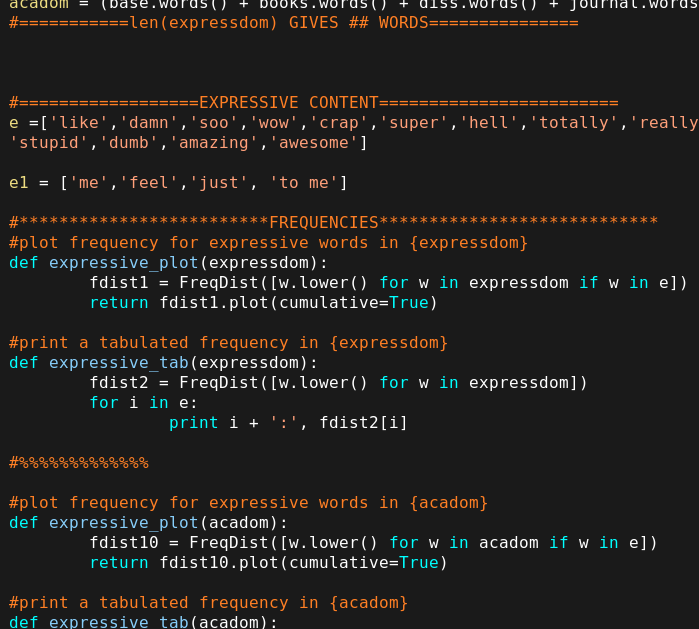 acadom = (base.words() + books.words() + diss.words() + journal.words
#===========len(expressdom) GIVES ## WORDS===============
#==================EXPRESSIVE CONTENT========================
e =['like','damn','soo','wow','crap','super','hell','totally','really
'stupid','dumb','amazing','awesome']
e1 = ['me','feel','just', 'to me']
#*************************FREQUENCIES****************************
#plot frequency for expressive words in {expressdom}
def expressive_plot(expressdom):
        fdist1 = FreqDist([w.lower() for w in expressdom if w in e])
        return fdist1.plot(cumulative=True)
#print a tabulated frequency in {expressdom}
def expressive_tab(expressdom):
        fdist2 = FreqDist([w.lower() for w in expressdom])
        for i in e:
                print i + ':', fdist2[i]
#%%%%%%%%%%%%%
#plot frequency for expressive words in {acadom}
def expressive_plot(acadom):
        fdist10 = FreqDist([w.lower() for w in acadom if w in e])
        return fdist10.plot(cumulative=True)
#print a tabulated frequency in {acadom}
def expressive_tab(acadom):